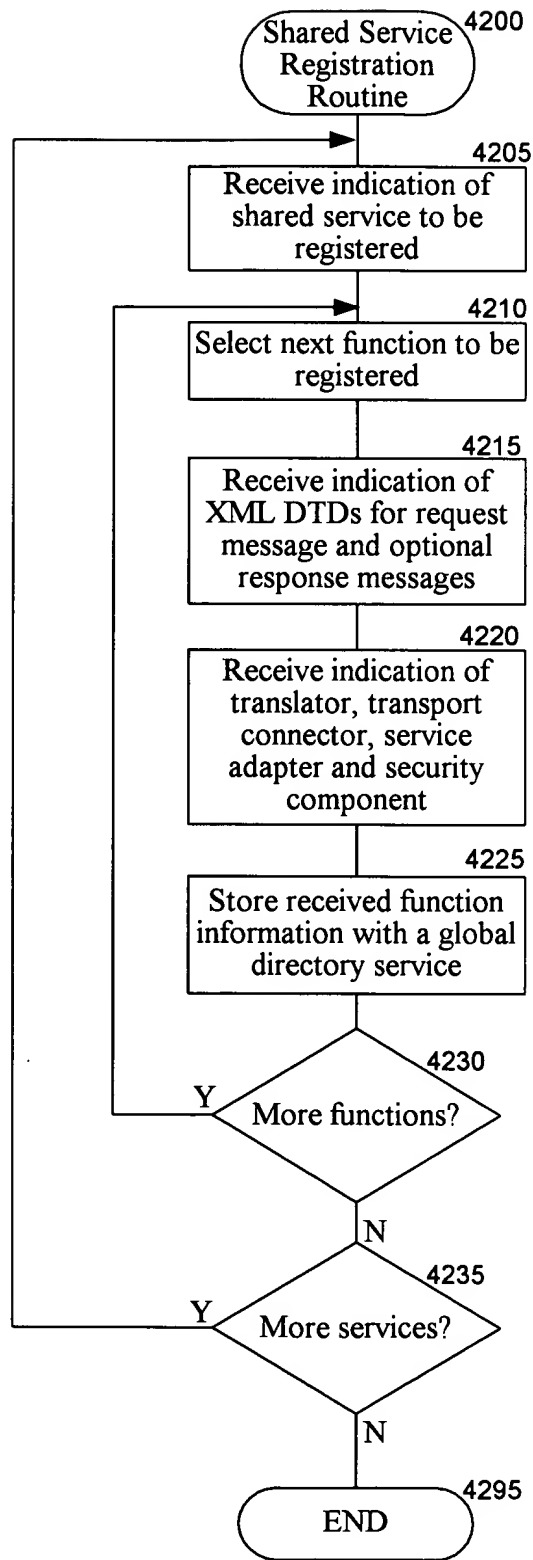 4200
Shared Service
Registration
Routine
4205
Receive indication of
shared service to be
registered
4210
Select next function to be
registered
4215
Receive indication of
XML DTDs for request
message and optional
response messages
4220
Receive indication of
translator, transport
connector, service
adapter and security
component
4225
Store received function
information with a global
directory service
4230
Y
More functions?
N
4235
Y
More services?
N
4295
END